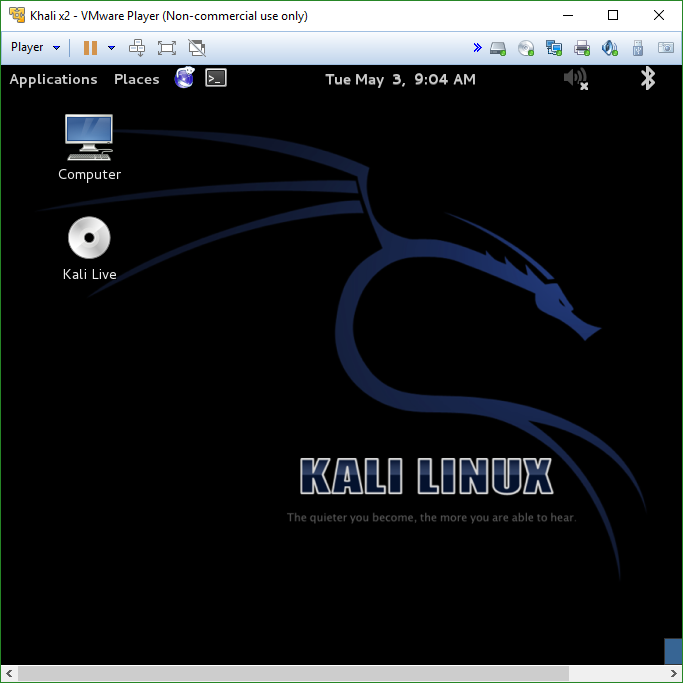 Khali x2 - VMware Player (Non-commercial use only)
Player
Applications Places Tue May 3, 9:04 AM
Computer
Kali Live
KALI LINUX
The quieter you become, the more you are able to hear.